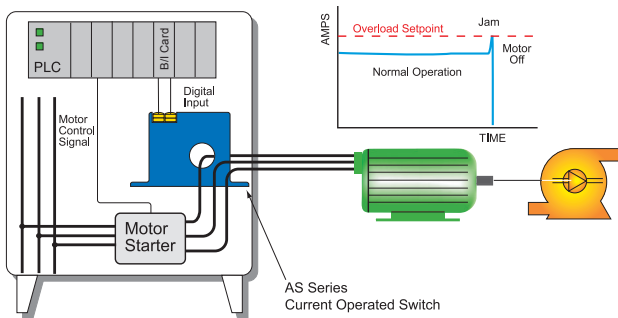 PLC
B/I Card
Digital
Input
Motor
Control
Signal
Motor
Starter
AS Series
Current Operated Switch
AMPS
Overload Setpoint
Jam
Motor
Off
Normal Operation
TIME